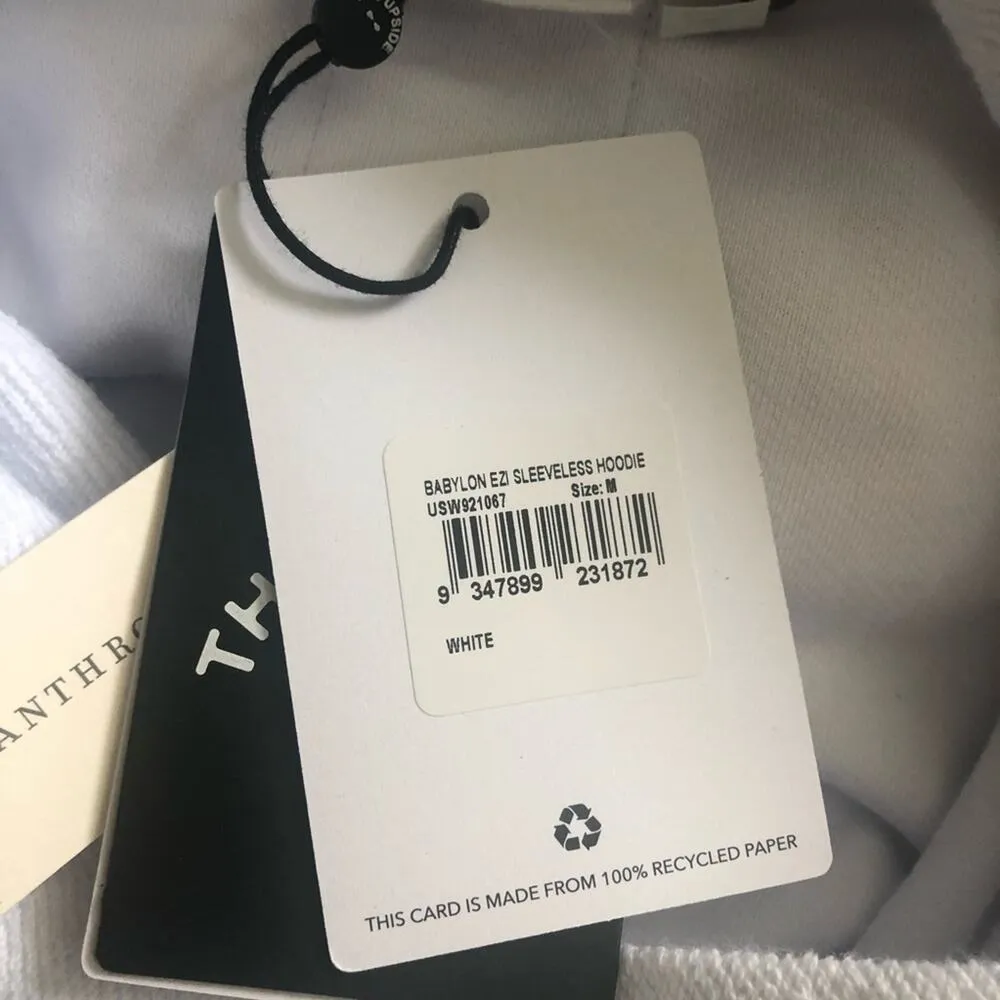 UPSIDE
BABYLON EZI SLEEVELESS HOODIE
USW921067 Size: M
9 347899 231872
WHITE
TH
ANTHRO
THIS CARD IS MADE FROM 100% RECYCLED PAPER